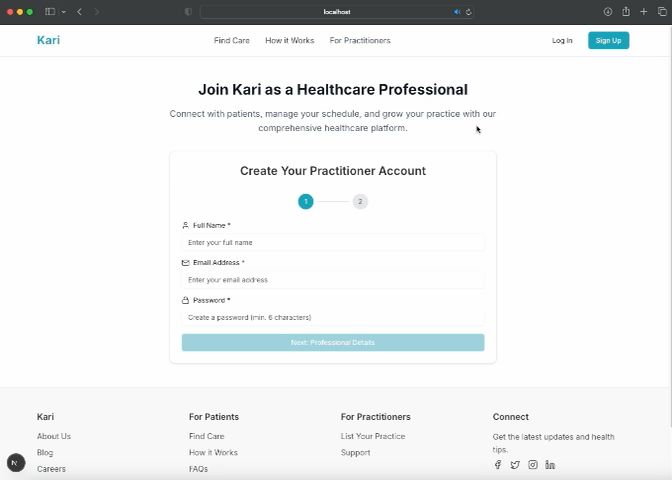 localhost
Kari
Find Care
How it Works
For Practitioners
Log In
Sign Up
Join Kari as a Healthcare Professional
Connect with patients, manage your schedule, and grow your practice with our
comprehensive healthcare platform.
Create Your Practitioner Account
1
2
Full Name *
Enter your full name
Email Address *
Enter your email address
Password *
Create a password (min. 6 characters)
Next: Professional Details
Kari
About Us
Blog
Careers
For Patients
Find Care
How it Works
FAQs
For Practitioners
List Your Practice
Support
Connect
Get the latest updates and health
tips.
N